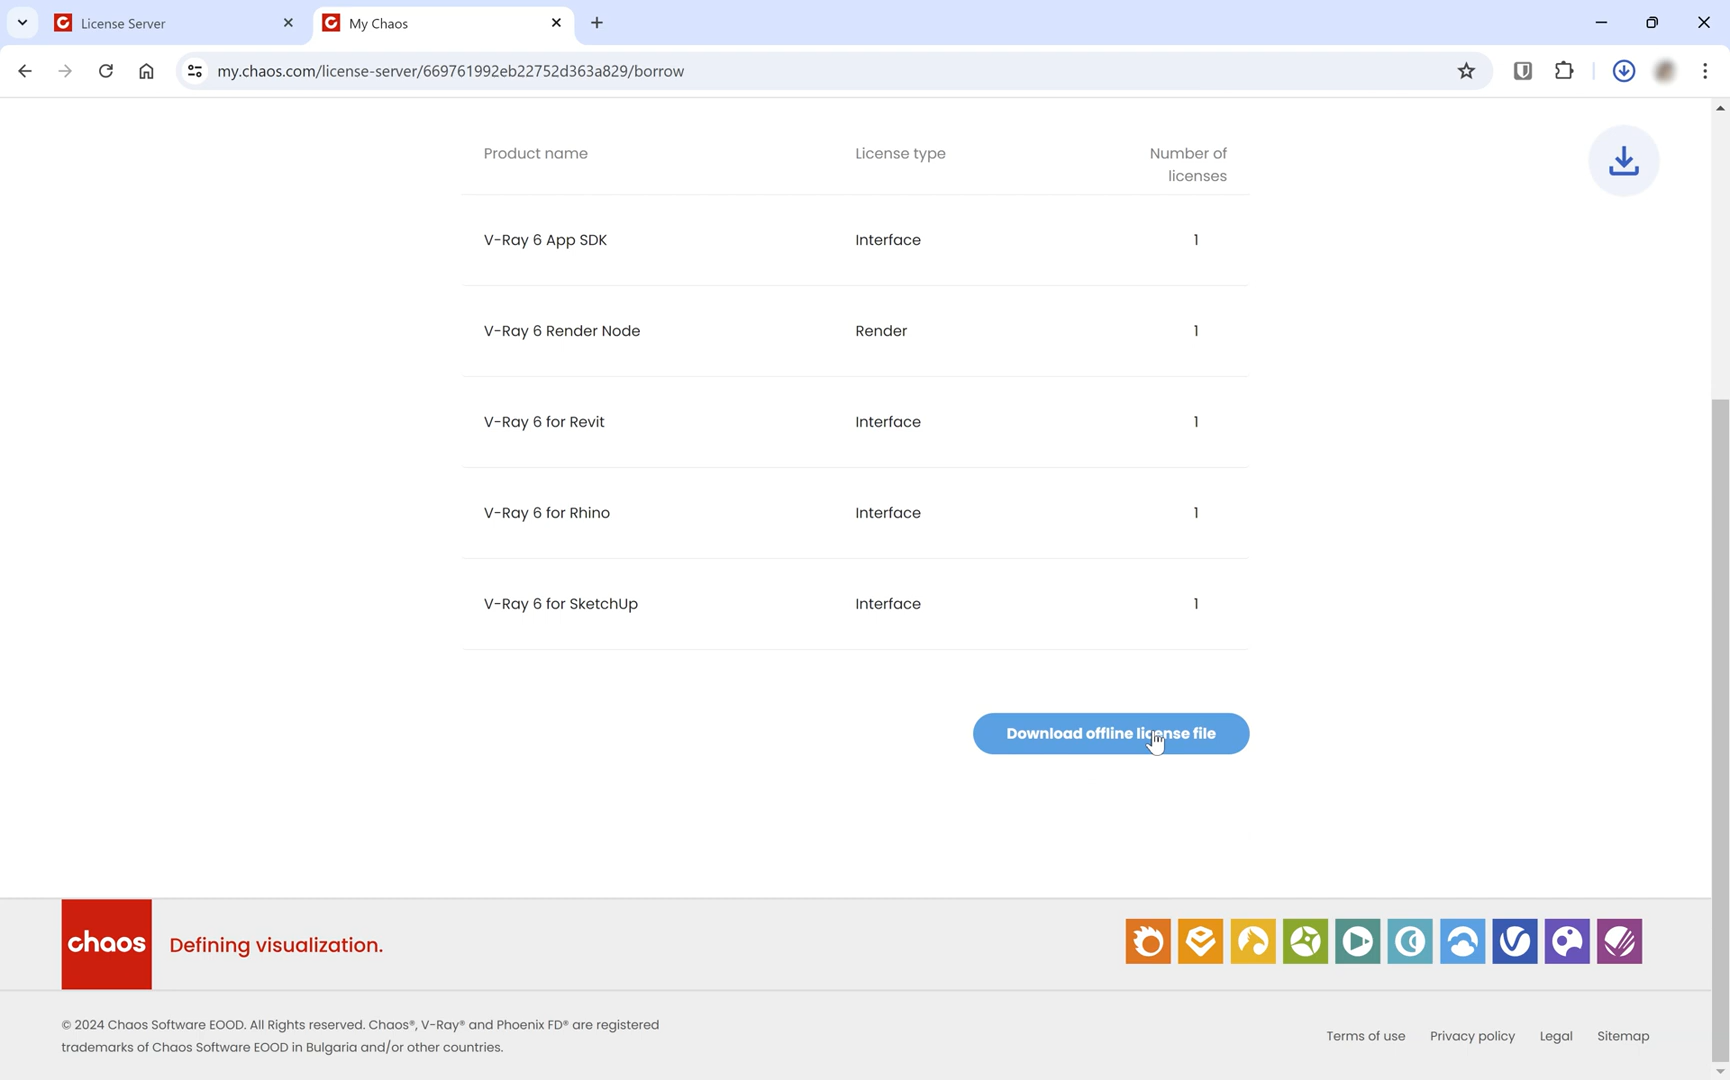 License Server
My Chaos
my.chaos.com/license-server/669761992eb22752d363a829/borrow
Product name License type Number of
licenses
V-Ray 6 App SDK Interface 1
V-Ray 6 Render Node Render 1
V-Ray 6 for Revit Interface 1
V-Ray 6 for Rhino Interface 1
V-Ray 6 for SketchUp Interface 1
Download offline license file
chaos Defining visualization.
© 2024 Chaos Software EOOD. All Rights reserved. Chaos®, V-Ray® and Phoenix FD® are registered
trademarks of Chaos Software EOOD in Bulgaria and/or other countries.
Terms of use Privacy policy Legal Sitemap